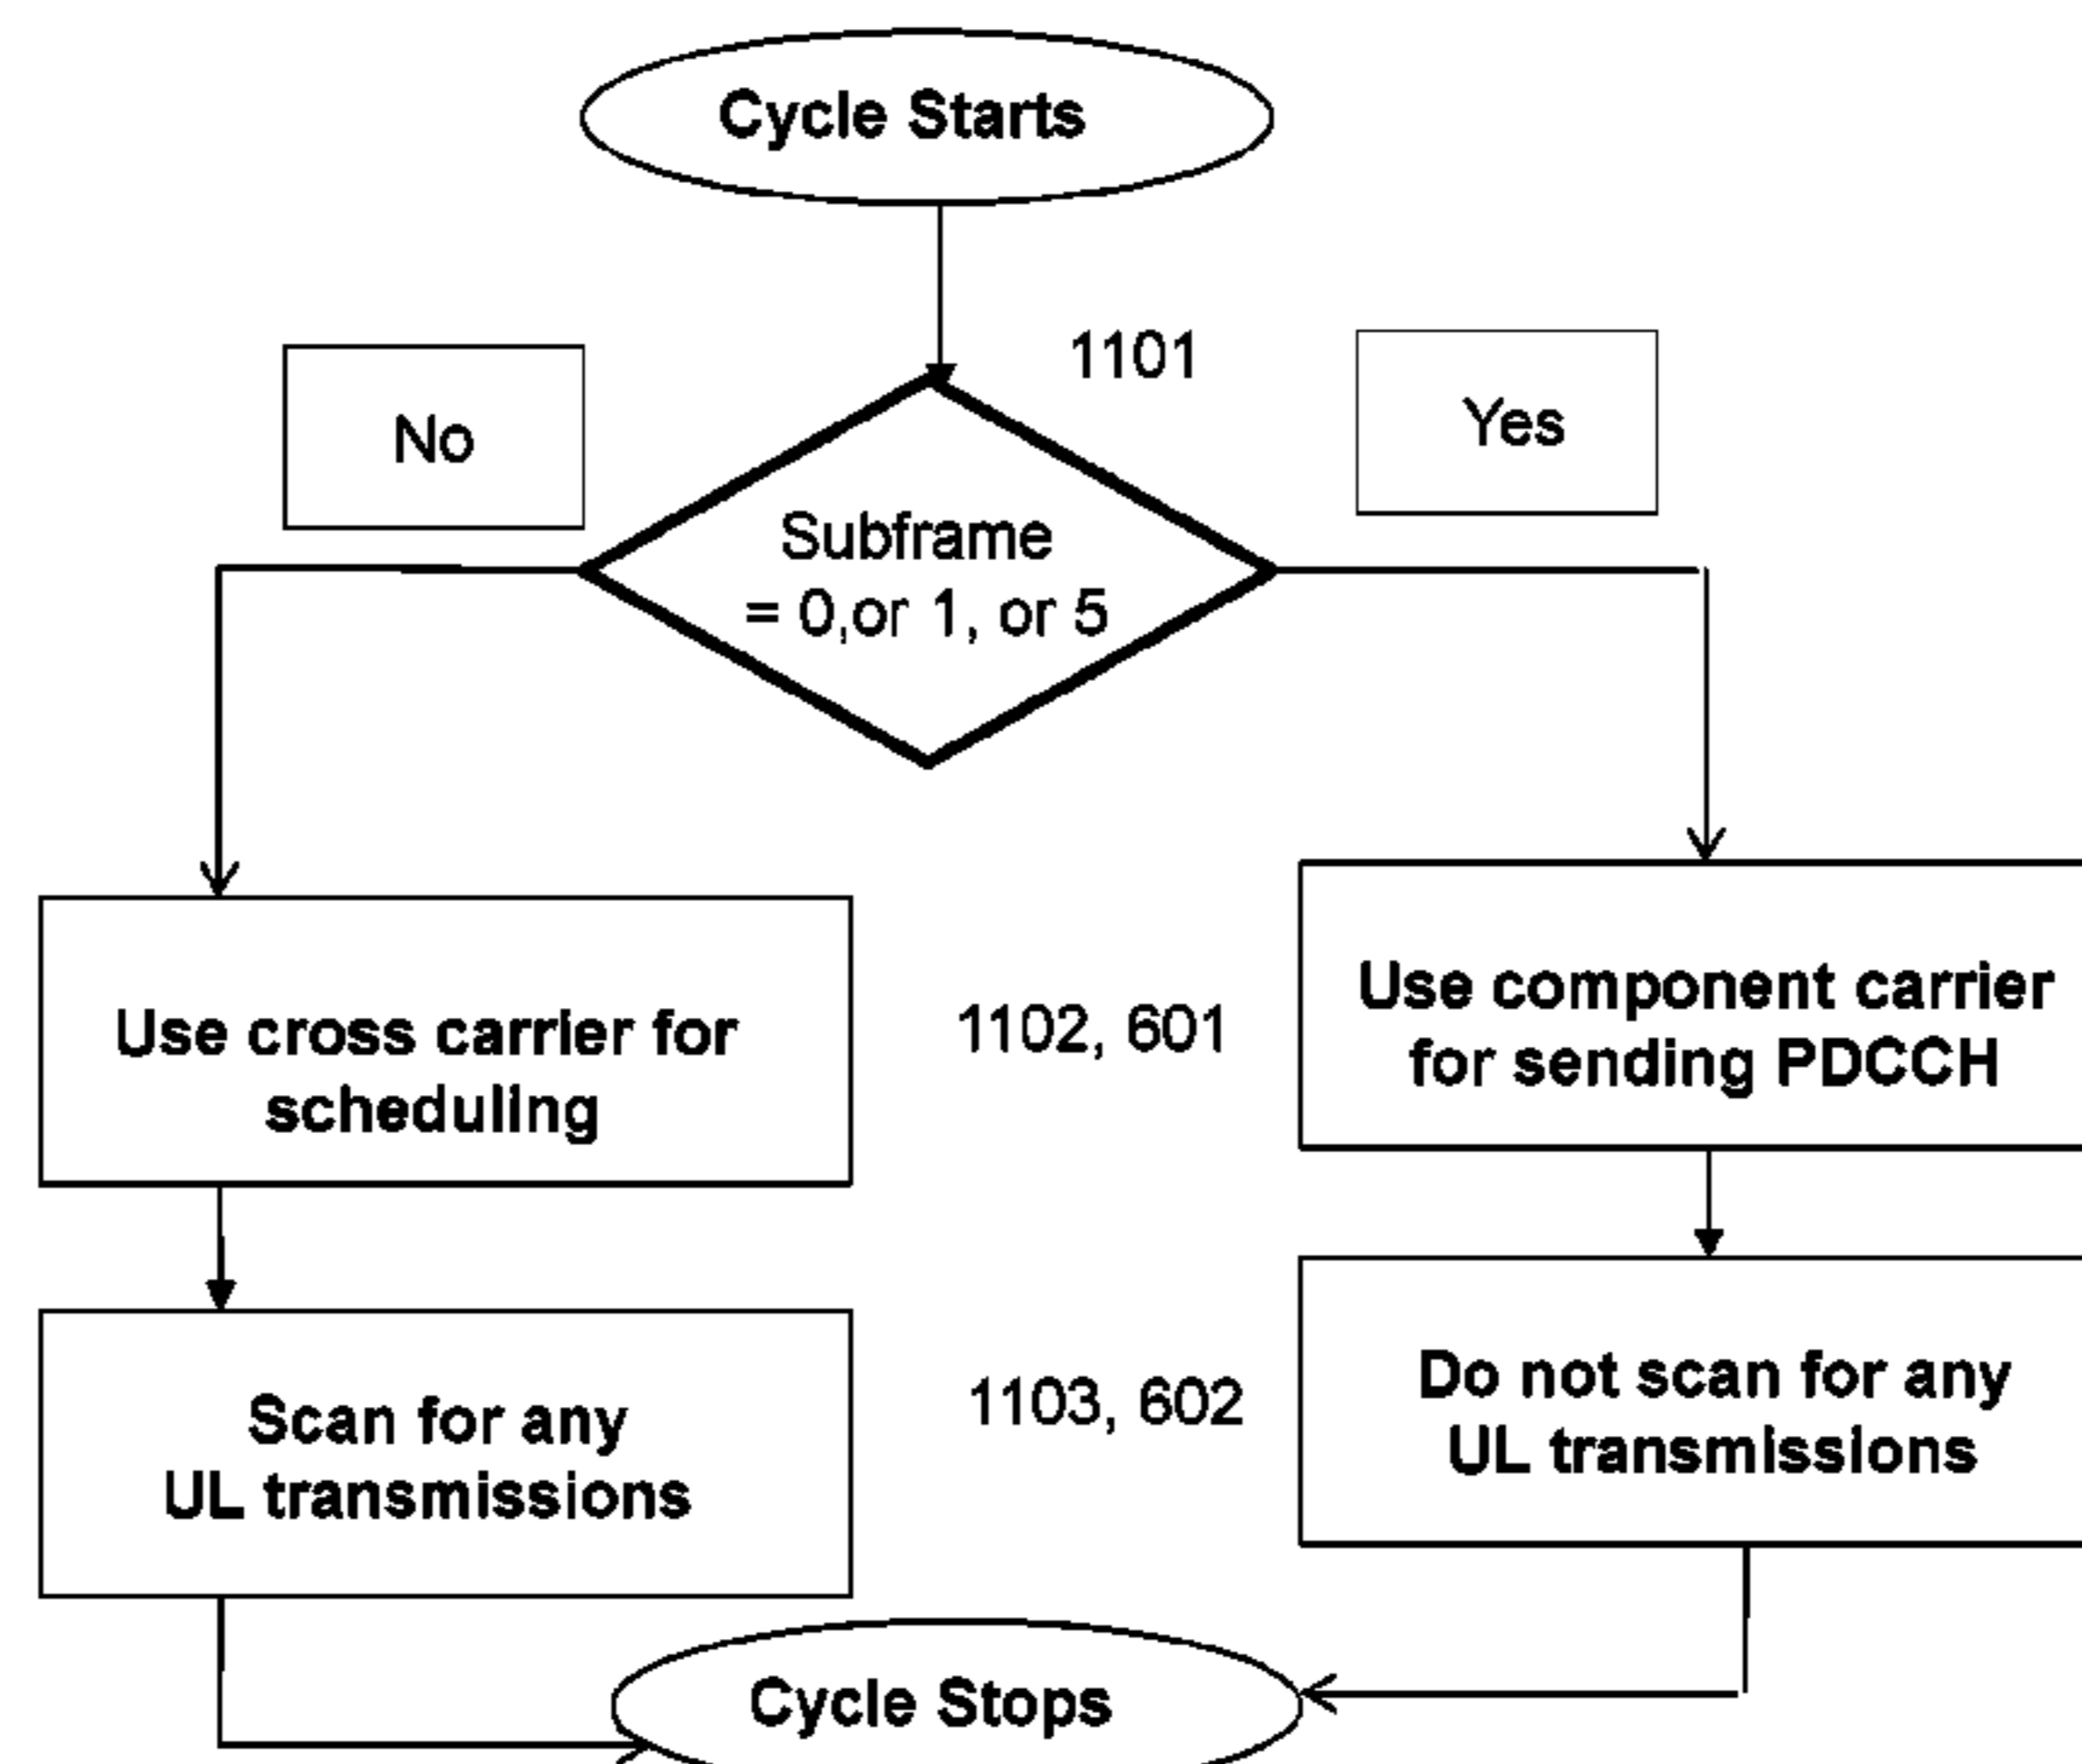 Cycle Starts
1101
No
Yes
Subframe
= 0,or 1, or 5
Use cross carrier for
scheduling
1102, 601
Use component carrier
for sending PDCCH
Scan for any
UL transmissions
1103, 602
Do not scan for any
UL transmissions
Cycle Stops